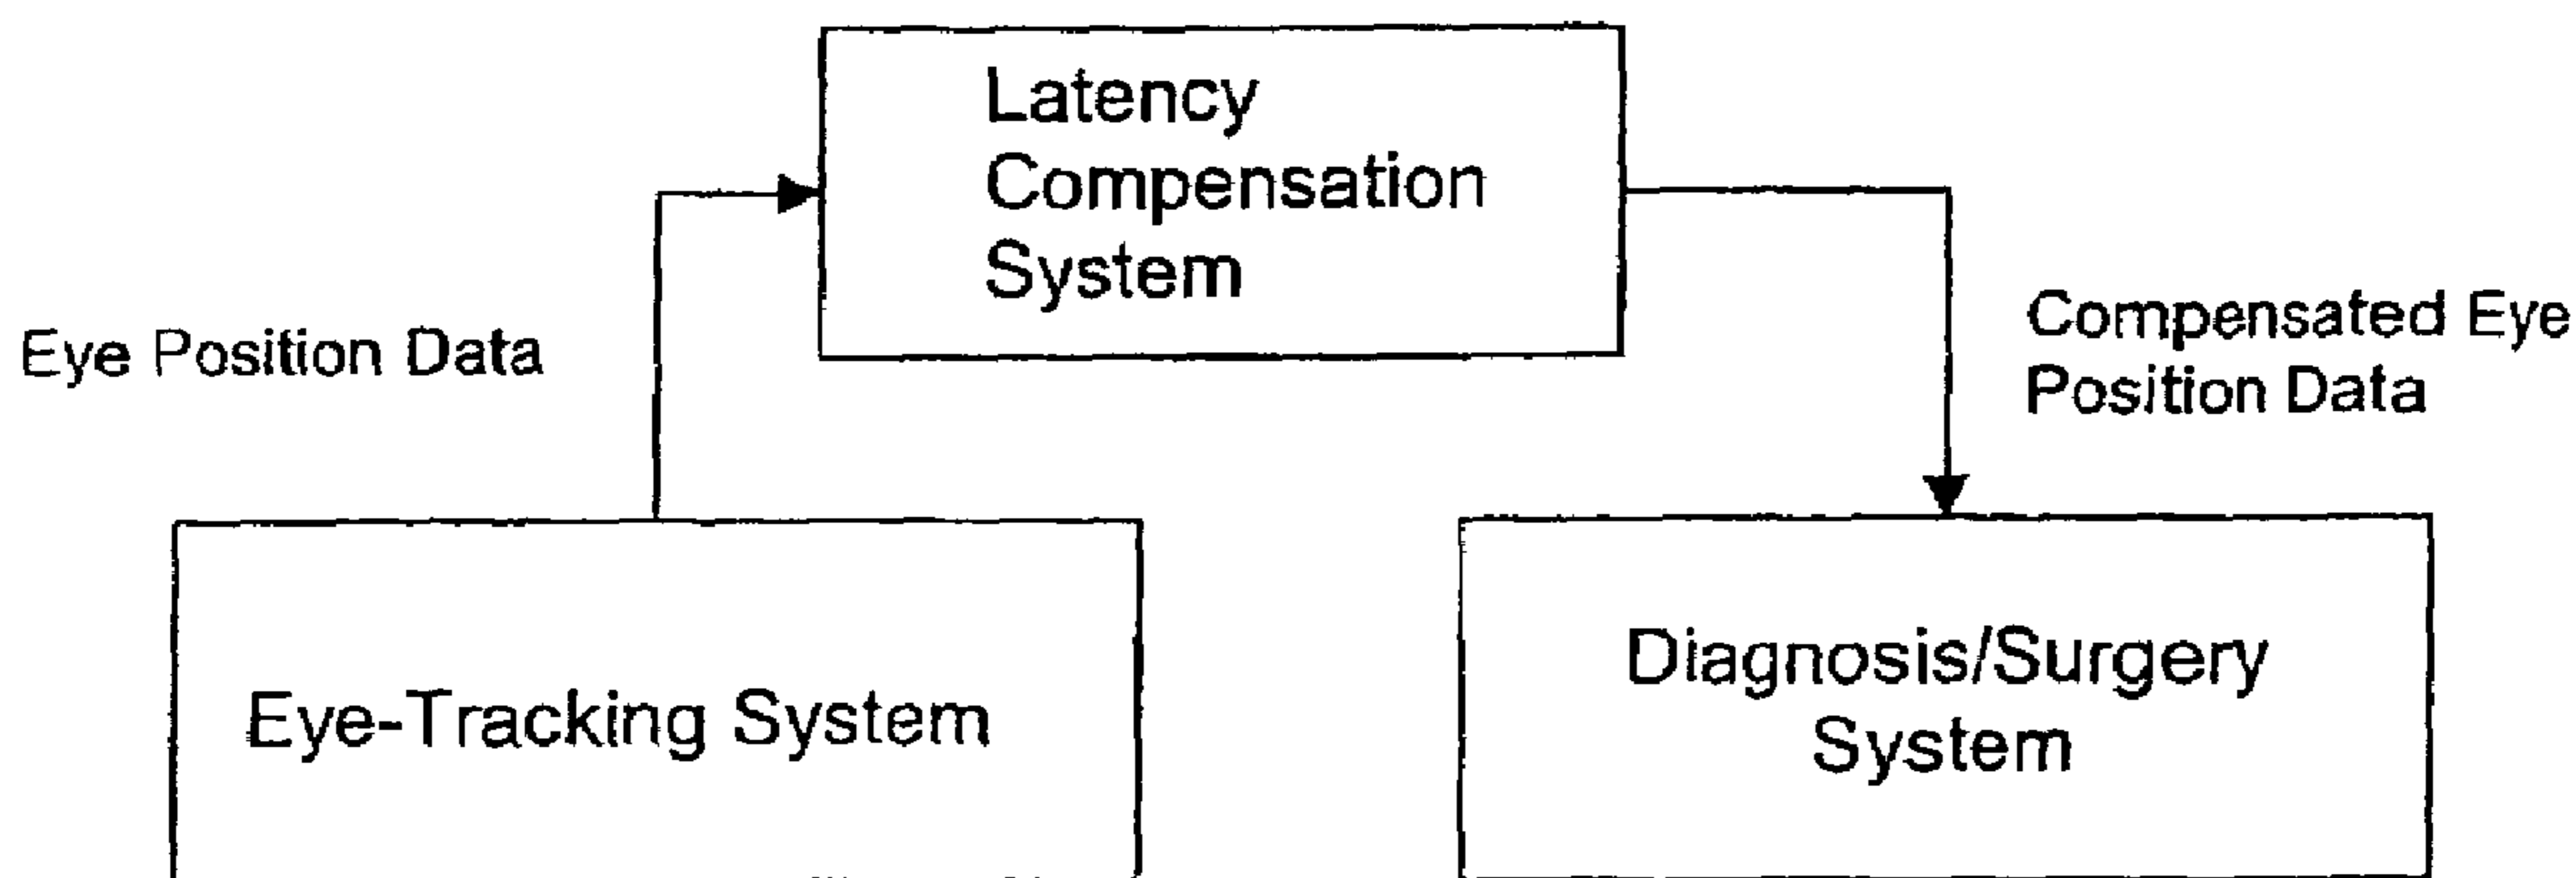 Latency
Compensation
System
Eye Position Data
Compensated Eye
Position Data
Eye-Tracking System
Diagnosis/Surgery
System